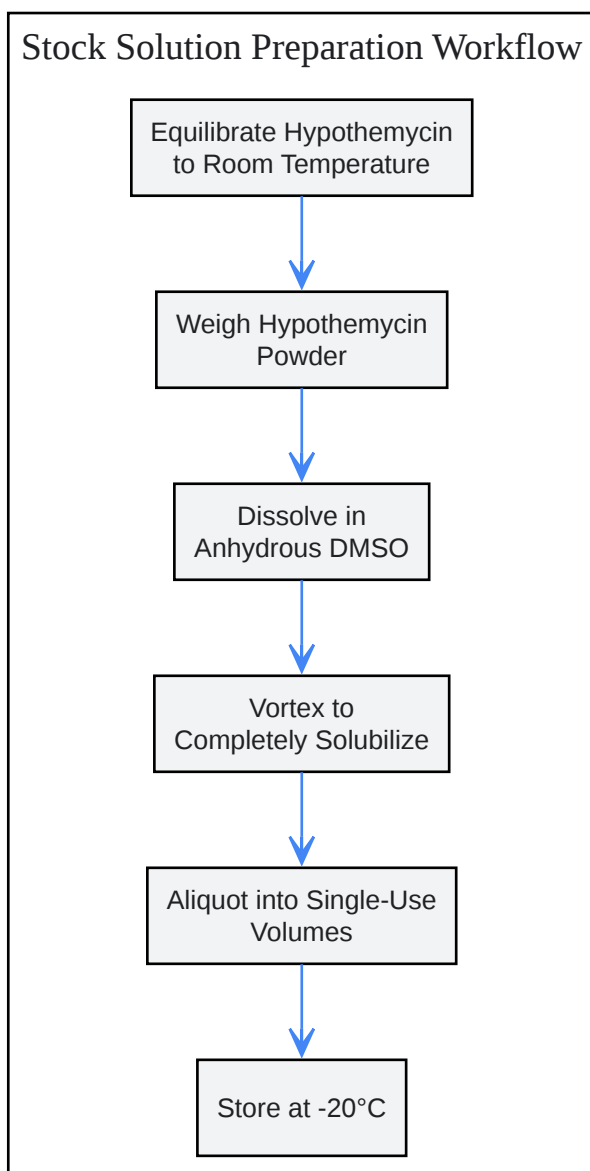 Stock Solution Preparation Workflow
Equilibrate Hypothemycin
to Room Temperature
Weigh Hypothemycin
Powder
Dissolve in
Anhydrous DMSO
Vortex to
Completely Solubilize
Aliquot into Single-Use
Volumes
Store at -20°C